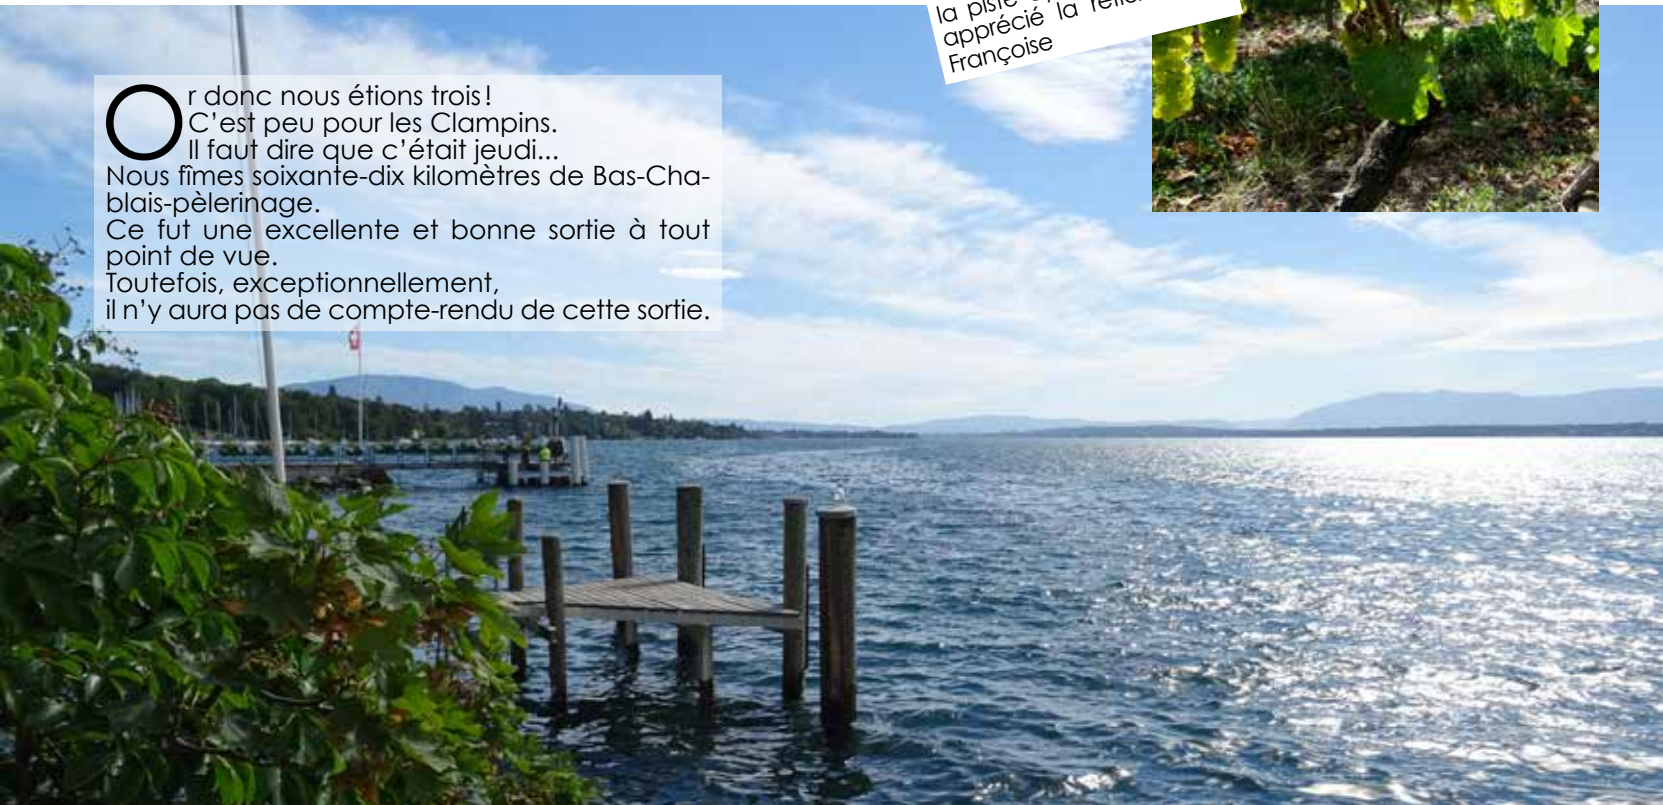 Or donc nous étions trois!
C’est peu pour les Clampins.
Il faut dire que c’était jeudi...
Nous fîmes soixante-dix kilomètres de Bas-Cha-
blais-pèlerinage.
Ce fut une excellente et bonne sortie à tout
point de vue.
Toutefois, exceptionnellement,
il n’y aura pas de compte-rendu de cette sortie.
la piste
apprécié la
Françoise